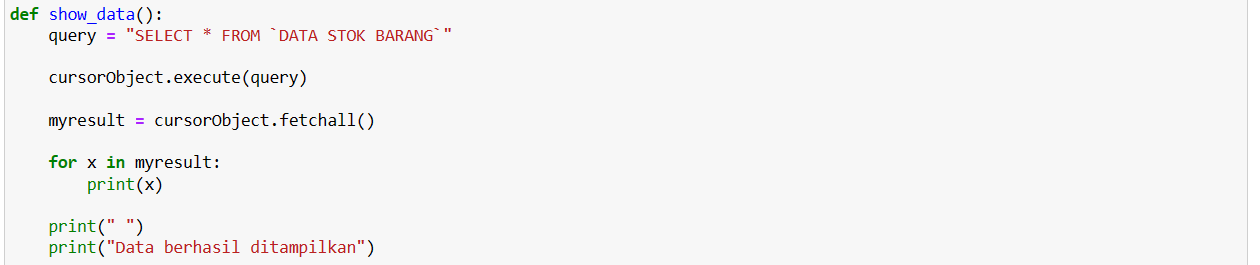 def show_data():
    query = "SELECT * FROM `DATA STOK BARANG`"
    cursorObject.execute(query)
    myresult = cursorObject.fetchall()
    for x in myresult:
        print(x)
    print(" ")
    print("Data berhasil ditampilkan")